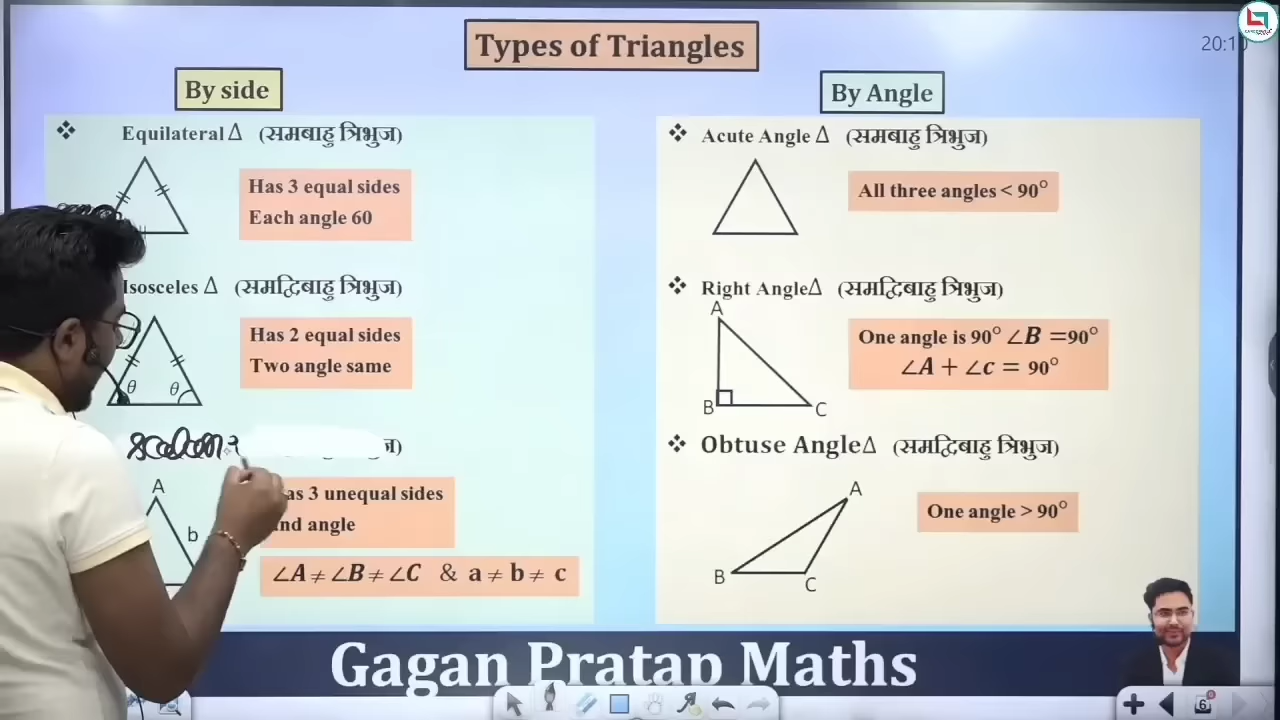 Types of Triangles
20:10
By side
Equilateral Δ (समबाहु त्रिभुज)
Has 3 equal sides
Each angle 60
Isosceles Δ (समद्विबाहु त्रिभुज)
Has 2 equal sides
Two angle same
θ θ
A
b
as 3 unequal sides
nd angle
∠A ≠ ∠B ≠ ∠C & a ≠ b ≠ c
By Angle
Acute Angle Δ (समबाहु त्रिभुज)
All three angles < 90°
Right AngleΔ (समद्विबाहु त्रिभुज)
A
B
C
One angle is 90° ∠B =90°
∠A + ∠c = 90°
Obtuse AngleΔ (समद्विबाहु त्रिभुज)
A
B
C
One angle > 90°
Gagan Pratap Maths
6